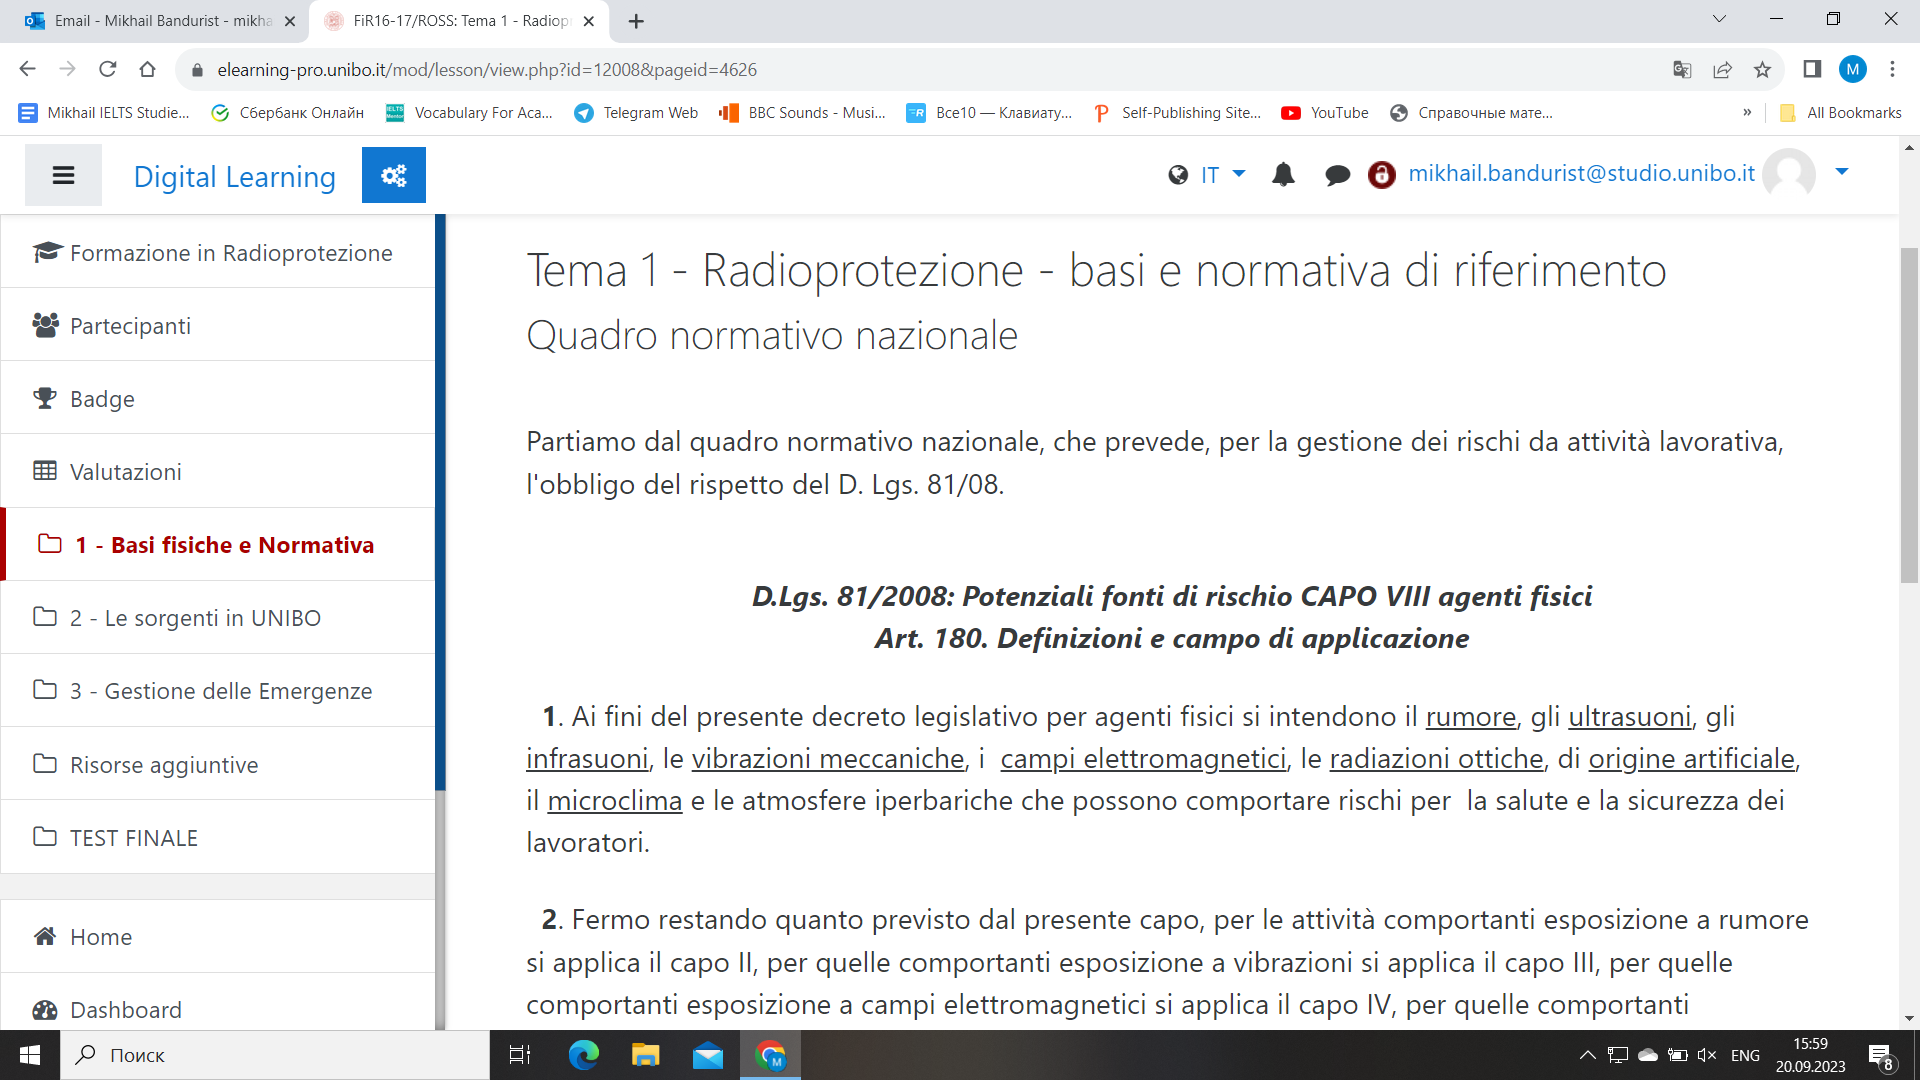 Email - Mikhail Bandurist - mikha
FiR16-17/ROSS: Tema 1 - Radiop
elearning-pro.unibo.it/mod/lesson/view.php?id=12008&pageid=4626
M
Mikhail IELTS Studie...
Сбербанк Онлайн
Vocabulary For Aca...
Telegram Web
BBC Sounds - Musi...
Все10 — Клавиату...
Self-Publishing Site...
YouTube
Справочные мате...
»
All Bookmarks
Digital Learning
IT
mikhail.bandurist@studio.unibo.it
Formazione in Radioprotezione
Partecipanti
Badge
Valutazioni
1 - Basi fisiche e Normativa
2 - Le sorgenti in UNIBO
3 - Gestione delle Emergenze
Risorse aggiuntive
TEST FINALE
Home
Dashboard
Tema 1 - Radioprotezione - basi e normativa di riferimento
Quadro normativo nazionale
Partiamo dal quadro normativo nazionale, che prevede, per la gestione dei rischi da attività lavorativa,
l'obbligo del rispetto del D. Lgs. 81/08.
D.Lgs. 81/2008: Potenziali fonti di rischio CAPO VIII agenti fisici
Art. 180. Definizioni e campo di applicazione
1. Ai fini del presente decreto legislativo per agenti fisici si intendono il rumore, gli ultrasuoni, gli
infrasuoni, le vibrazioni meccaniche, i campi elettromagnetici, le radiazioni ottiche, di origine artificiale,
il microclima e le atmosfere iperbariche che possono comportare rischi per la salute e la sicurezza dei
lavoratori.
2. Fermo restando quanto previsto dal presente capo, per le attività comportanti esposizione a rumore
si applica il capo II, per quelle comportanti esposizione a vibrazioni si applica il capo III, per quelle
comportanti esposizione a campi elettromagnetici si applica il capo IV, per quelle comportanti
Поиск
M
ENG
15:59
20.09.2023
8